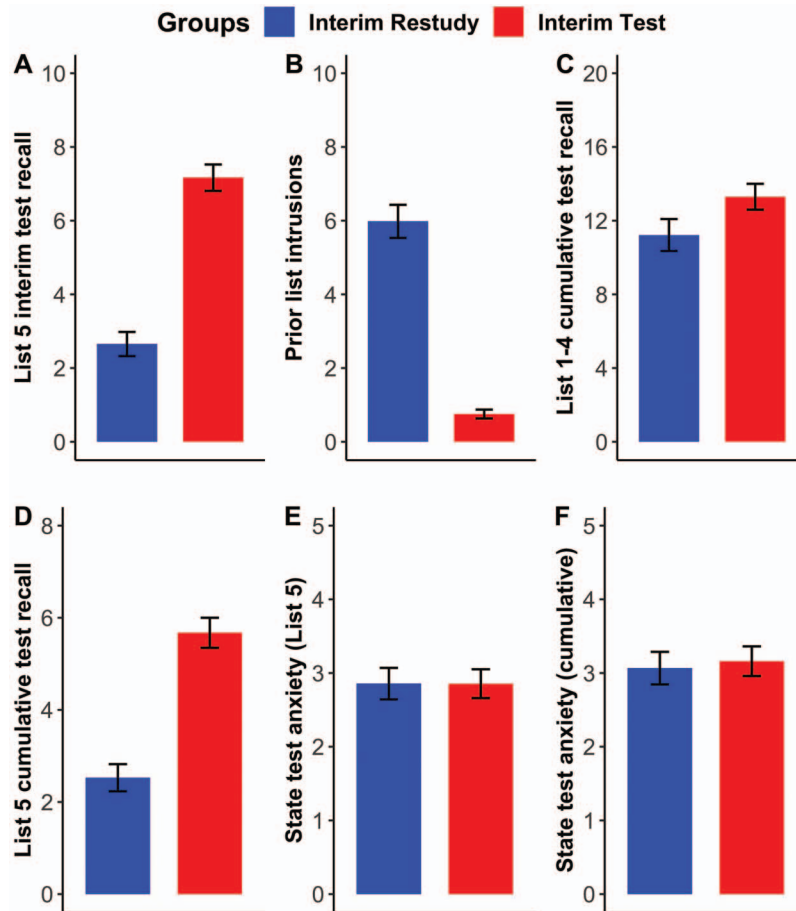 Groups Interim Restudy Interim Test
A
List 5 interim test recall
10
8
6
4
2
0
B
Prior list intrusions
10
8
6
4
2
0
C
List 1-4 cumulative test recall
20
16
12
8
4
0
D
List 5 cumulative test recall
8
6
4
2
0
E
State test anxiety (List 5)
5
4
3
2
1
0
F
State test anxiety (cumulative)
5
4
3
2
1
0